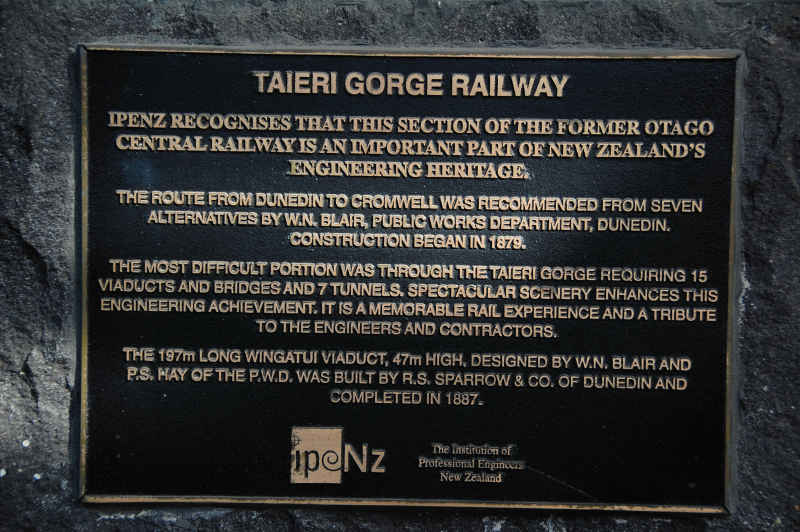 TAIERI GORGE RAILWAY
IPENZ RECOGNISES THAT THIS SECTION OF THE FORMER OTAGO
CENTRAL RAILWAY IS AN IMPORTANT PART OF NEW ZEALAND'S
ENGINEERING HERITAGE.
THE ROUTE FROM DUNEDIN TO CROMWELL WAS RECOMMENDED FROM SEVEN
ALTERNATIVES BY W.N. BLAIR, PUBLIC WORKS DEPARTMENT, DUNEDIN.
CONSTRUCTION BEGAN IN 1879.
THE MOST DIFFICULT PORTION WAS THROUGH THE TAIERI GORGE REQUIRING 15
VIADUCTS AND BRIDGES AND 7 TUNNELS. SPECTACULAR SCENERY ENHANCES THIS
ENGINEERING ACHIEVEMENT. IT IS A MEMORABLE RAIL EXPERIENCE AND A TRIBUTE
TO THE ENGINEERS AND CONTRACTORS.
THE 197m LONG WINGATUI VIADUCT, 47m HIGH, DESIGNED BY W.N. BLAIR AND
P.S. HAY OF THE P.W.D. WAS BUILT BY R.S. SPARROW & CO. OF DUNEDIN AND
COMPLETED IN 1887.
ipeNz
The Institution of
Professional Engineers
New Zealand